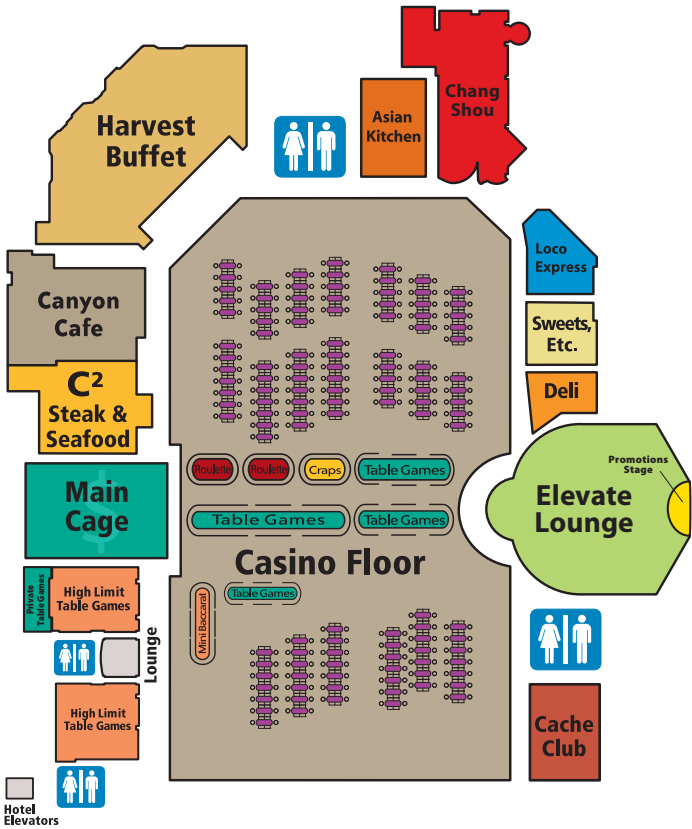 Harvest
Buffet
Asian
Kitchen
Chang
Shou
Loco
Express
Canyon
Cafe
Sweets,
Etc.
C²
Steak &
Seafood
Deli
Roulette
Roulette
Craps
Table Games
Promotions
Stage
Main
Cage
$
Elevate
Lounge
Table Games
Table Games
Casino Floor
Private
Table Games
High Limit
Table Games
Table Games
Mini Baccarat
Lounge
High Limit
Table Games
Cache
Club
Hotel
Elevators